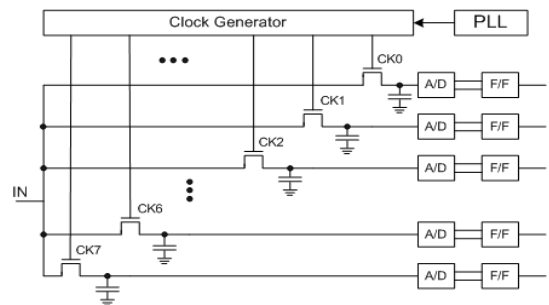 Clock Generator
PLL
CK0
A/D
F/F
CK1
A/D
F/F
CK2
A/D
F/F
IN
CK6
A/D
F/F
CK7
A/D
F/F